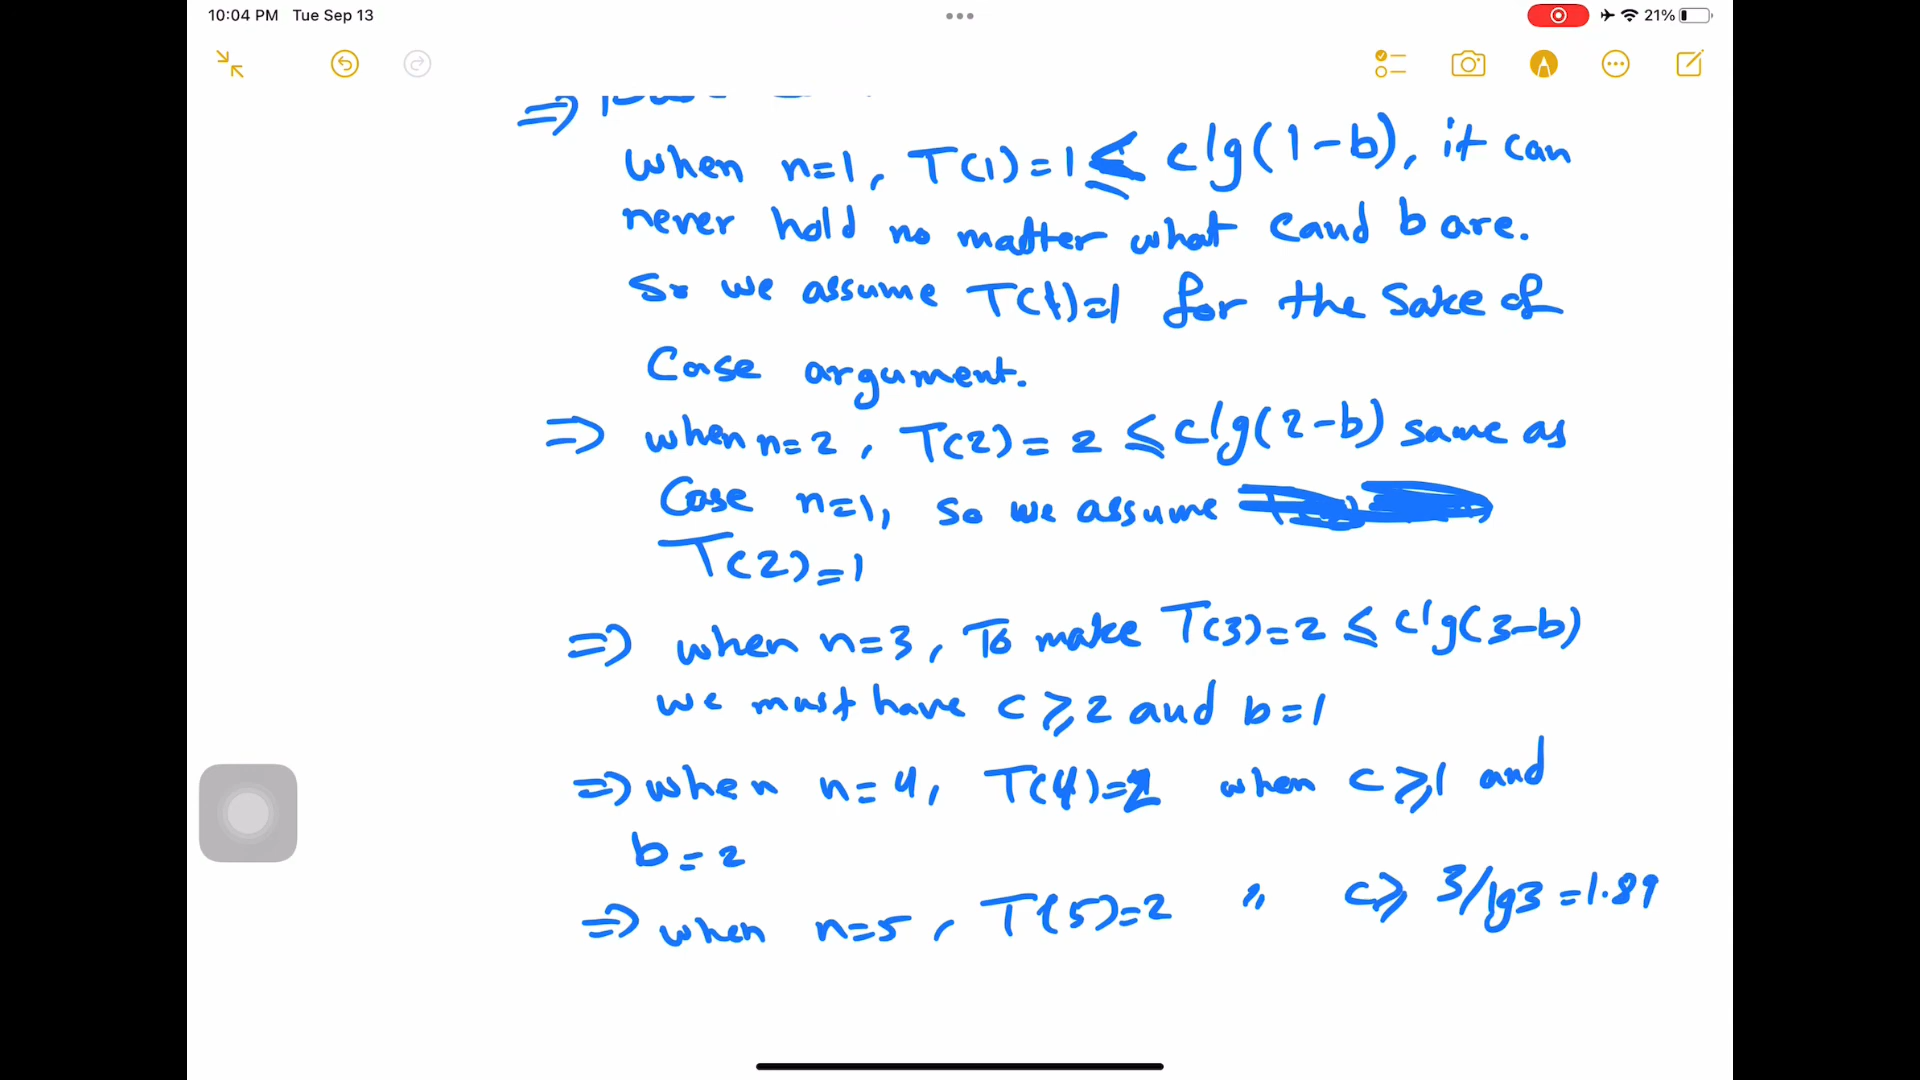 10:04 PM Tue Sep 13
21%
⇒
when n=1, T(1)=1 ≤ clg(1-b), it can
never hold no matter what c and b are.
So we assume T(1)=1 for the sake of
Case argument.
⇒ when n=2, T(2)=2 ≤ clg(2-b) same as
Case n=1, so we assume
T(2)=1
⇒ when n=3, To make T(3)=2 ≤ clg(3-b)
we must have c ≥ 2 and b=1
⇒ when n=4, T(4)=2 when c ≥ 1 and
b=2
⇒ when n=5, T(5)=2 " c ≥ 3/lg3 = 1.89